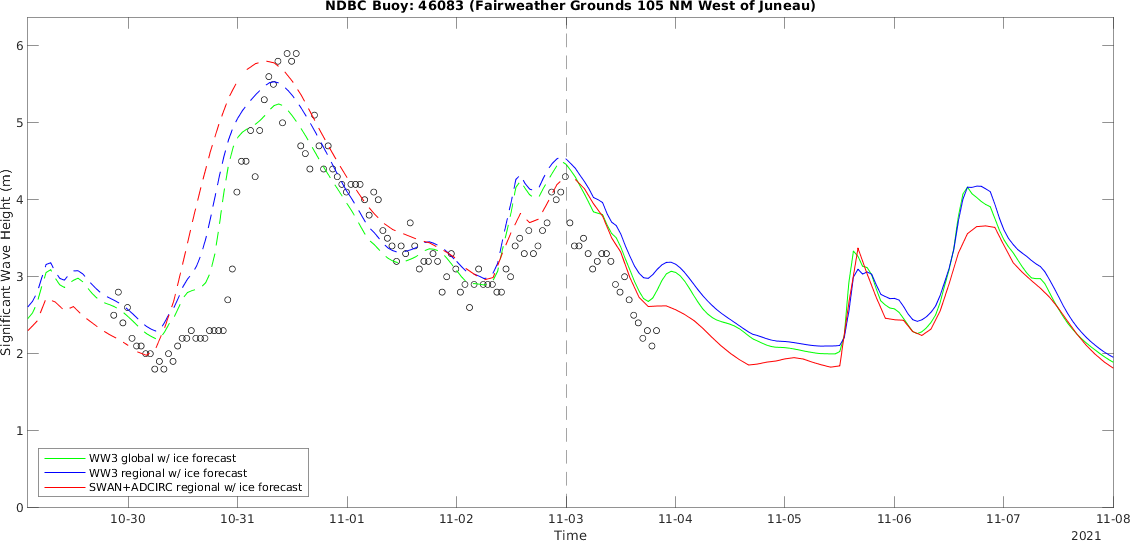 NDBC Buoy: 46083 (Fairweather Grounds 105 NM West of Juneau)
Significant Wave Height (m)
6
5
4
3
2
1
0
WW3 global w/ ice forecast
WW3 regional w/ ice forecast
SWAN+ADCIRC regional w/ ice forecast
10-30 10-31 11-01 11-02 11-03 11-04 11-05 11-06 11-07 11-08
Time
2021